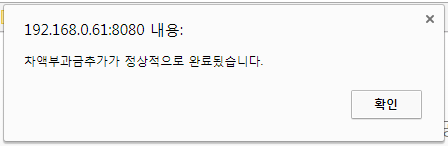 192.168.0.61:8080 내용:
차액부과금추가가 정상적으로 완료됬습니다.
확인